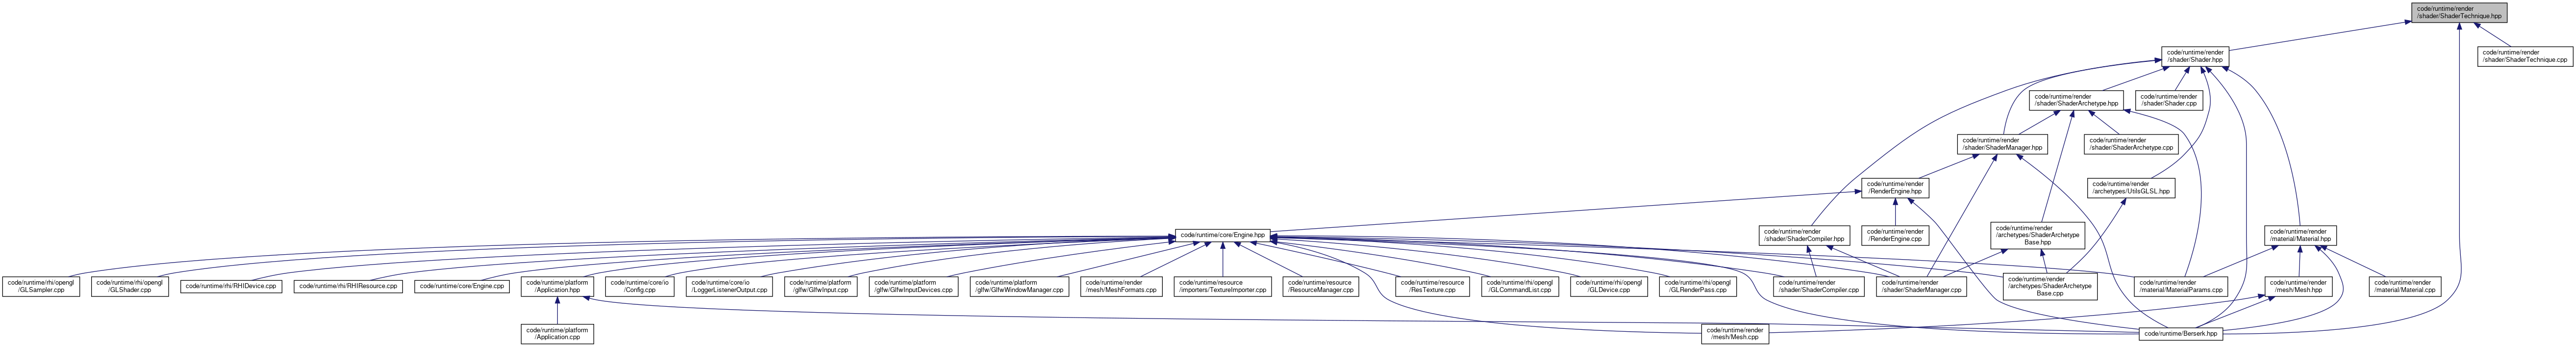 code/runtime/render
/shader/ShaderTechnique.hpp
code/runtime/render
/shader/Shader.hpp
code/runtime/render
/shader/ShaderTechnique.cpp
code/runtime/render
/shader/ShaderArchetype.hpp
code/runtime/render
/shader/Shader.cpp
code/runtime/render
/shader/ShaderManager.hpp
code/runtime/render
/shader/ShaderArchetype.cpp
code/runtime/render
/RenderEngine.hpp
code/runtime/render
/archetypes/UtilsGLSL.hpp
code/runtime/core/Engine.hpp
code/runtime/render
/shader/ShaderCompiler.hpp
code/runtime/render
/RenderEngine.cpp
code/runtime/render
/archetypes/ShaderArchetype
Base.hpp
code/runtime/render
/material/Material.hpp
code/runtime/rhi/opengl
/GLSampler.cpp
code/runtime/rhi/opengl
/GLShader.cpp
code/runtime/rhi/RHIDevice.cpp
code/runtime/rhi/RHIResource.cpp
code/runtime/core/Engine.cpp
code/runtime/platform
/Application.hpp
code/runtime/core/io
/Config.cpp
code/runtime/core/io
/LoggerListenerOutput.cpp
code/runtime/platform
/glfw/GlfwInput.cpp
code/runtime/platform
/glfw/GlfwInputDevices.cpp
code/runtime/platform
/glfw/GlfwWindowManager.cpp
code/runtime/render
/mesh/MeshFormats.cpp
code/runtime/resource
/importers/TextureImporter.cpp
code/runtime/resource
/ResourceManager.cpp
code/runtime/resource
/ResTexture.cpp
code/runtime/rhi/opengl
/GLCommandList.cpp
code/runtime/rhi/opengl
/GLDevice.cpp
code/runtime/rhi/opengl
/GLRenderPass.cpp
code/runtime/render
/shader/ShaderCompiler.cpp
code/runtime/render
/shader/ShaderManager.cpp
code/runtime/render
/archetypes/ShaderArchetype
Base.cpp
code/runtime/render
/material/MaterialParams.cpp
code/runtime/render
/mesh/Mesh.hpp
code/runtime/render
/material/Material.cpp
code/runtime/platform
/Application.cpp
code/runtime/render
/mesh/Mesh.cpp
code/runtime/Berserk.hpp